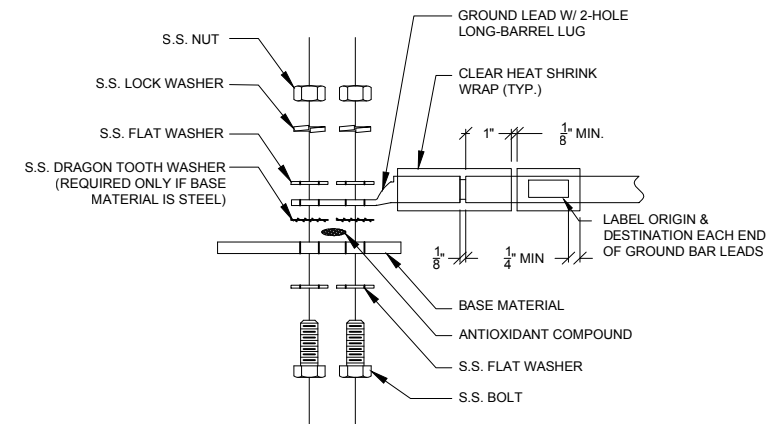 S.S. NUT
S.S. LOCK WASHER
S.S. FLAT WASHER
S.S. DRAGON TOOTH WASHER
(REQUIRED ONLY IF BASE
MATERIAL IS STEEL)
GROUND LEAD W/ 2-HOLE
LONG-BARREL LUG
CLEAR HEAT SHRINK
WRAP (TYP.)
1"
1/8" MIN.
LABEL ORIGIN &
DESTINATION EACH END
OF GROUND BAR LEADS
1/8"
1/4" MIN
BASE MATERIAL
ANTIOXIDANT COMPOUND
S.S. FLAT WASHER
S.S. BOLT